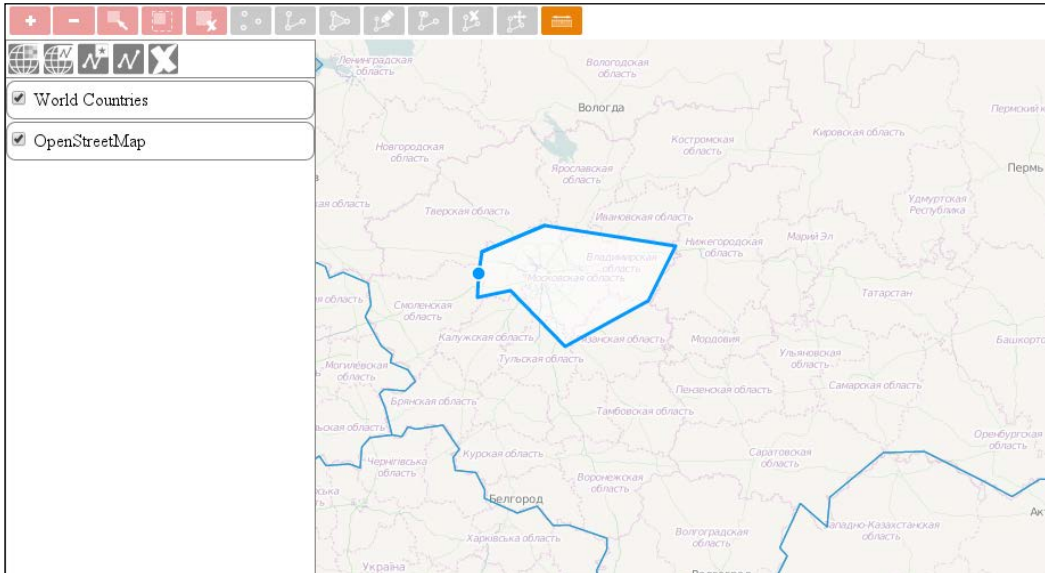 World Countries
OpenStreetMap
Ленинградская
область
Вологодская
область
Вологда
Пермский к
Костромская
область
Кировская область
Новгородская
область
Ярославская
область
Пермь
Удмуртская
Республика
Тверская область
Ивановская область
Марий Эл
Нижегородская
область
Владимирская
область
Московская область
Татарстан
Смоленская
область
Калужская область
Рязанская область
Мордовия
Башкорто
Тульская область
Ульяновская
область
Могилёвская
область
Пензенская область
Самарская область
Брянская область
Тамбовская область
Оренбургская
область
Саратовская
область
Чернігівська
область
Курская область
Воронежская
область
Белгород
Западно-Казахстанская
область
Ак
Харківська область
Волгоградская
область
Україна